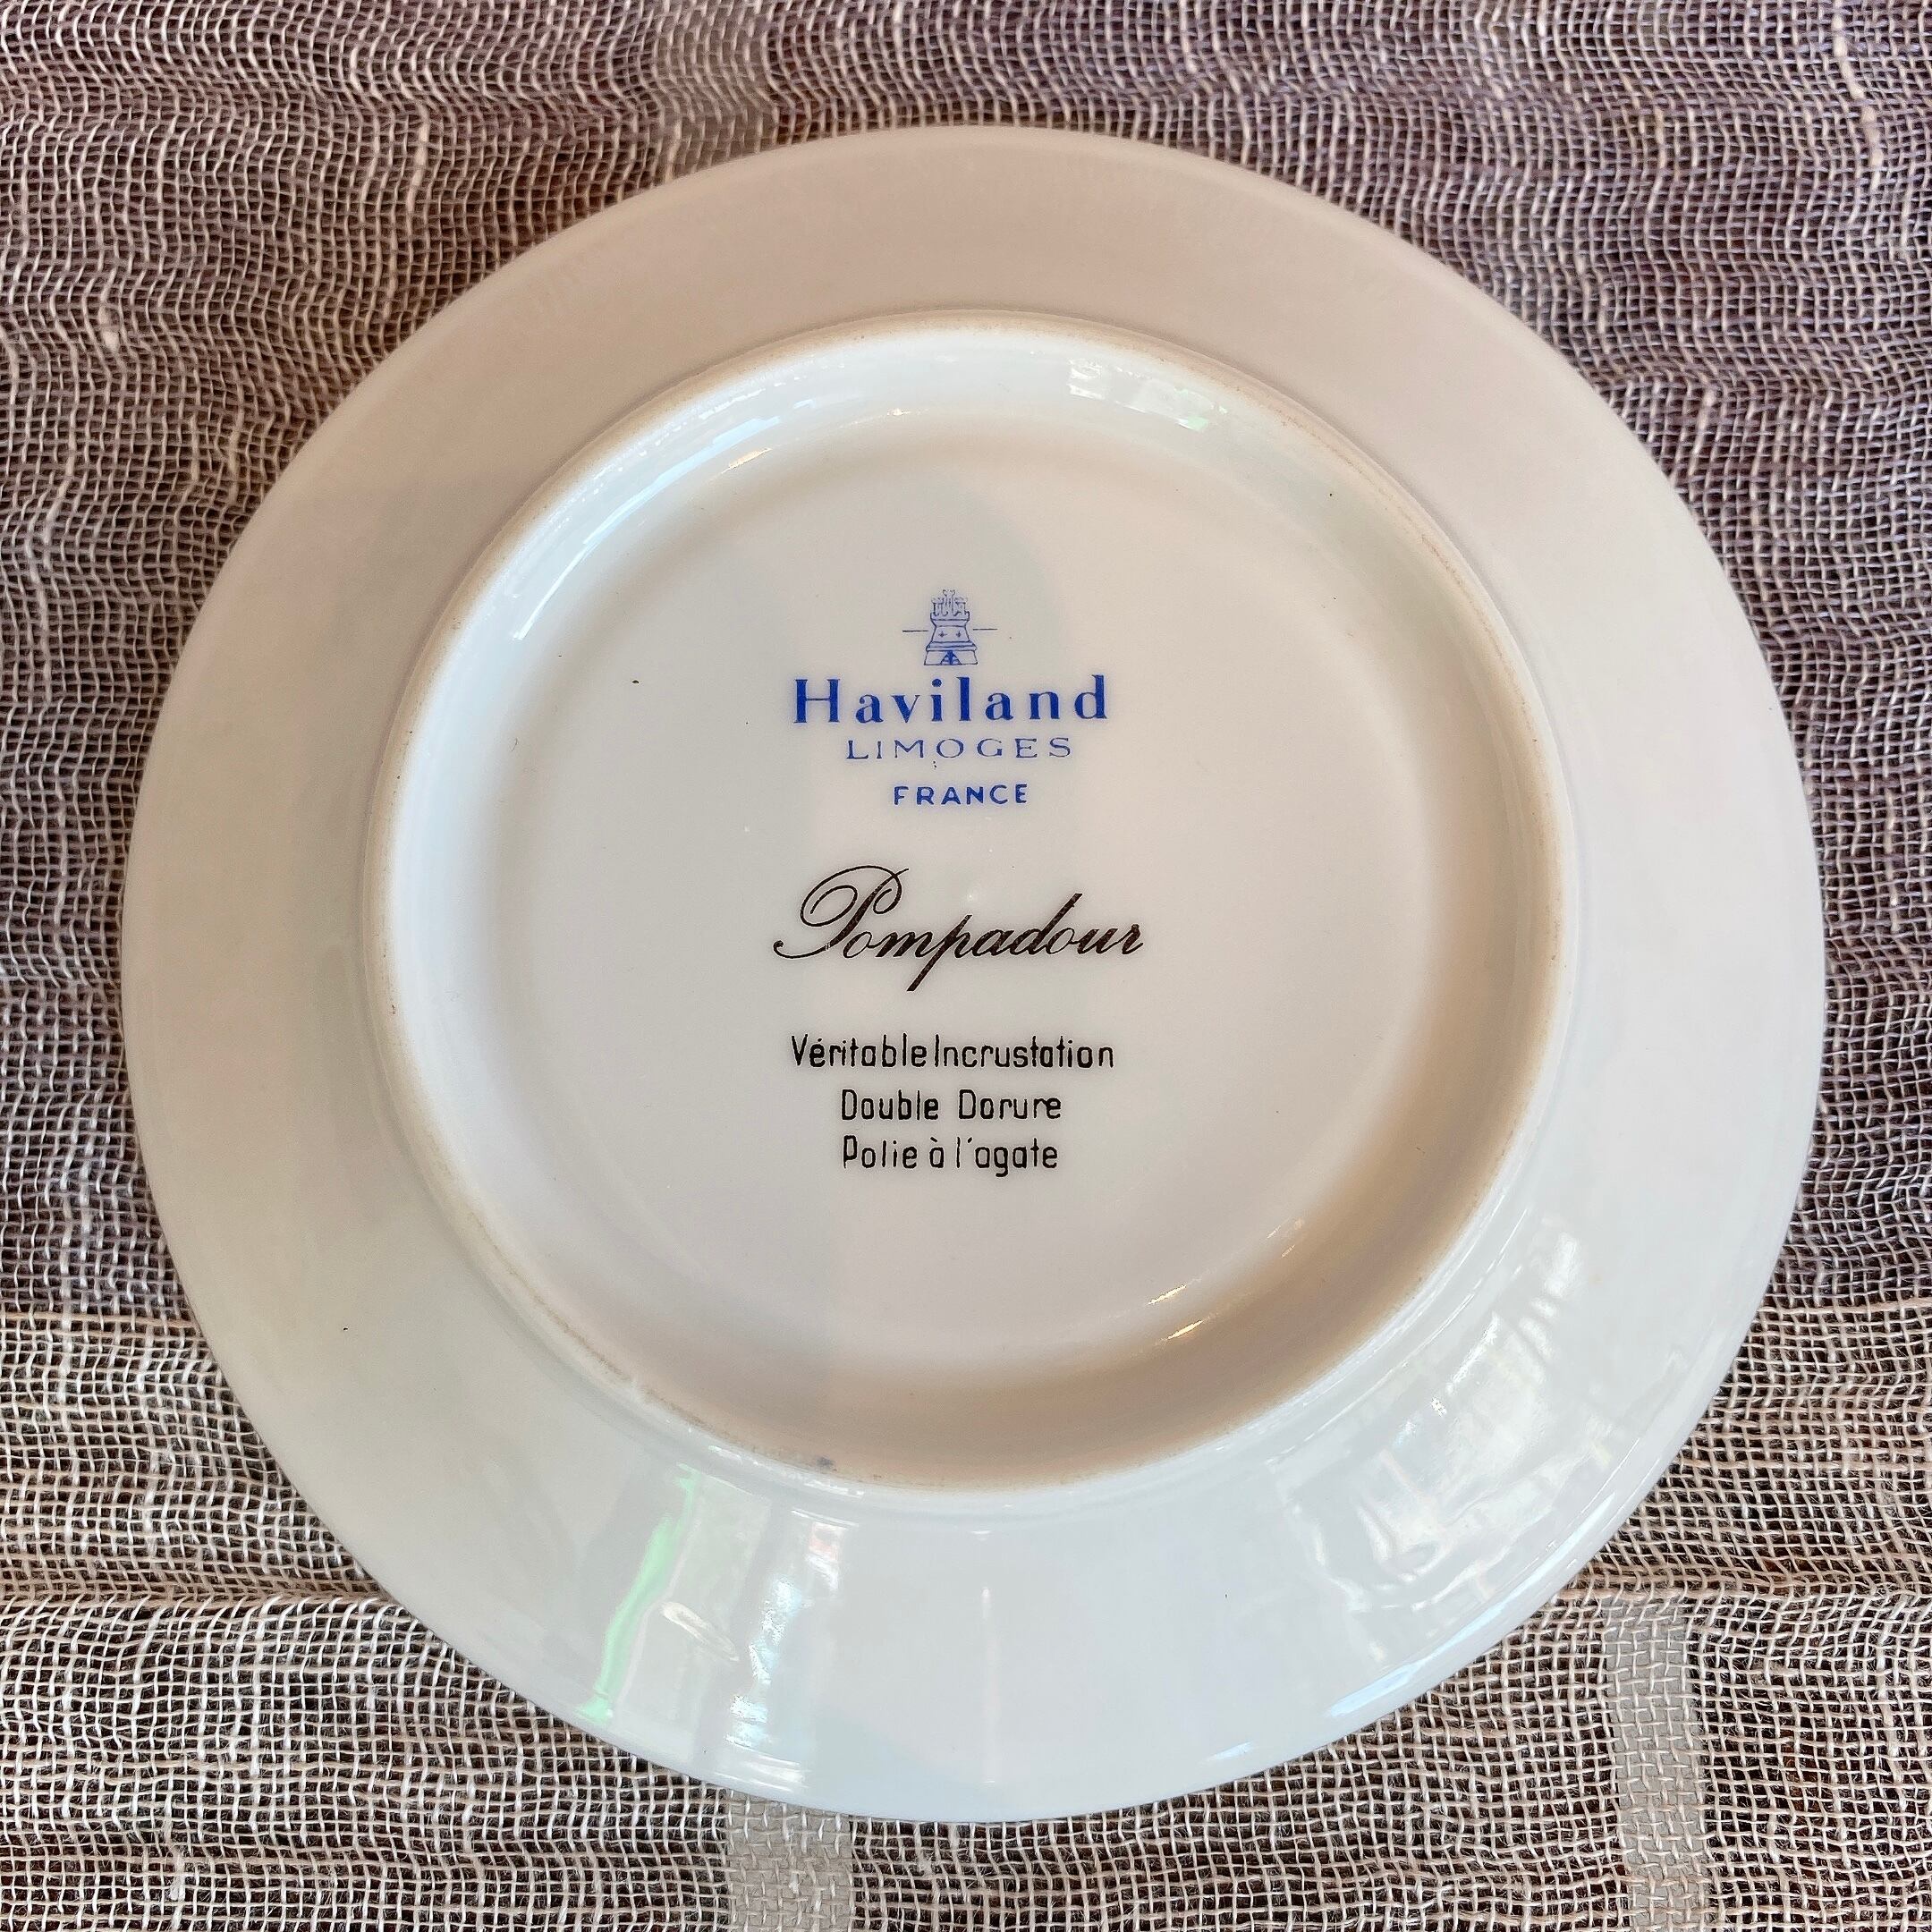 Haviland
LIMOGES
FRANCE
Pompadour
Véritable Incrustation
Double Dorure
Polie à l'agate